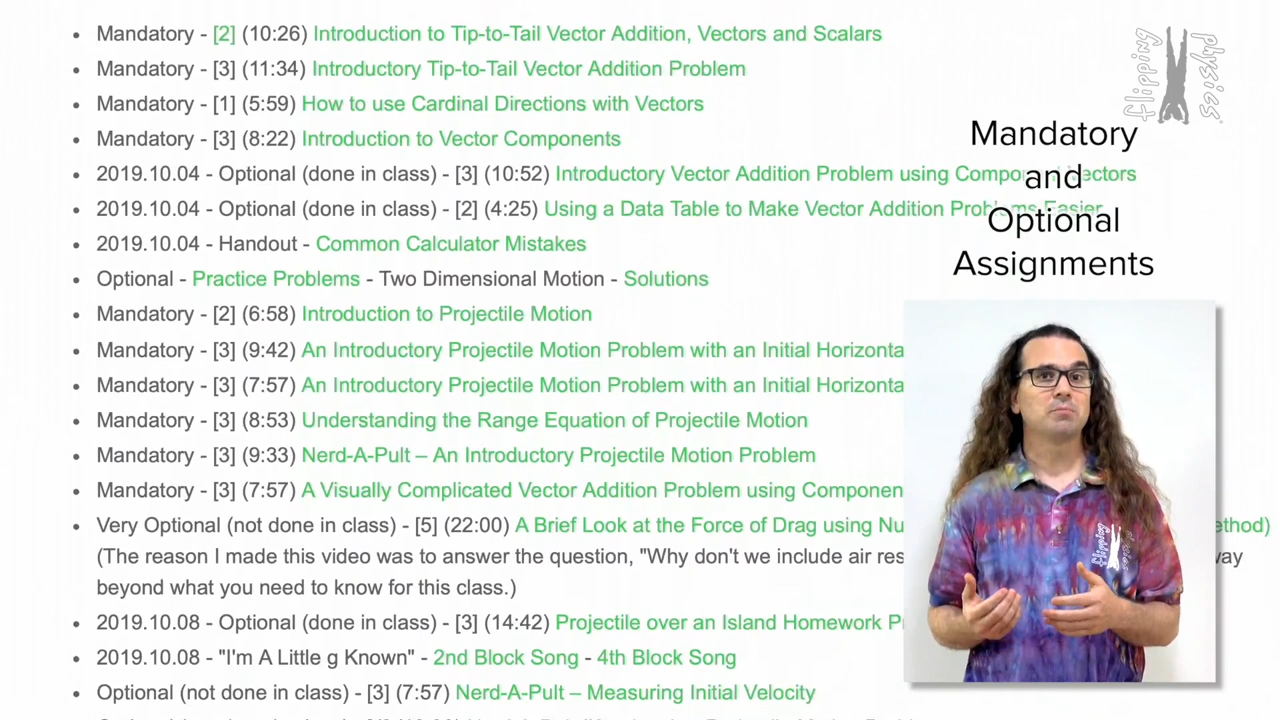 Mandatory - [2] (10:26) Introduction to Tip-to-Tail Vector Addition, Vectors and Scalars
Mandatory - [3] (11:34) Introductory Tip-to-Tail Vector Addition Problem
Mandatory - [1] (5:59) How to use Cardinal Directions with Vectors
Mandatory - [3] (8:22) Introduction to Vector Components
2019.10.04 - Optional (done in class) - [3] (10:52) Introductory Vector Addition Problem using Component Vectors
2019.10.04 - Optional (done in class) - [2] (4:25) Using a Data Table to Make Vector Addition Problems Easier
2019.10.04 - Handout - Common Calculator Mistakes
Optional - Practice Problems - Two Dimensional Motion - Solutions
Mandatory - [2] (6:58) Introduction to Projectile Motion
Mandatory - [3] (9:42) An Introductory Projectile Motion Problem with an Initial Horizonta
Mandatory - [3] (7:57) An Introductory Projectile Motion Problem with an Initial Horizonta
Mandatory - [3] (8:53) Understanding the Range Equation of Projectile Motion
Mandatory - [3] (9:33) Nerd-A-Pult – An Introductory Projectile Motion Problem
Mandatory - [3] (7:57) A Visually Complicated Vector Addition Problem using Componen
Very Optional (not done in class) - [5] (22:00) A Brief Look at the Force of Drag using Nu ethod)
(The reason I made this video was to answer the question, "Why don't we include air res way
beyond what you need to know for this class.)
2019.10.08 - Optional (done in class) - [3] (14:42) Projectile over an Island Homework P
2019.10.08 - "I'm A Little g Known" - 2nd Block Song - 4th Block Song
Optional (not done in class) - [3] (7:57) Nerd-A-Pult – Measuring Initial Velocity
flipping physics
Mandatory
and
Optional
Assignments
flipping physics